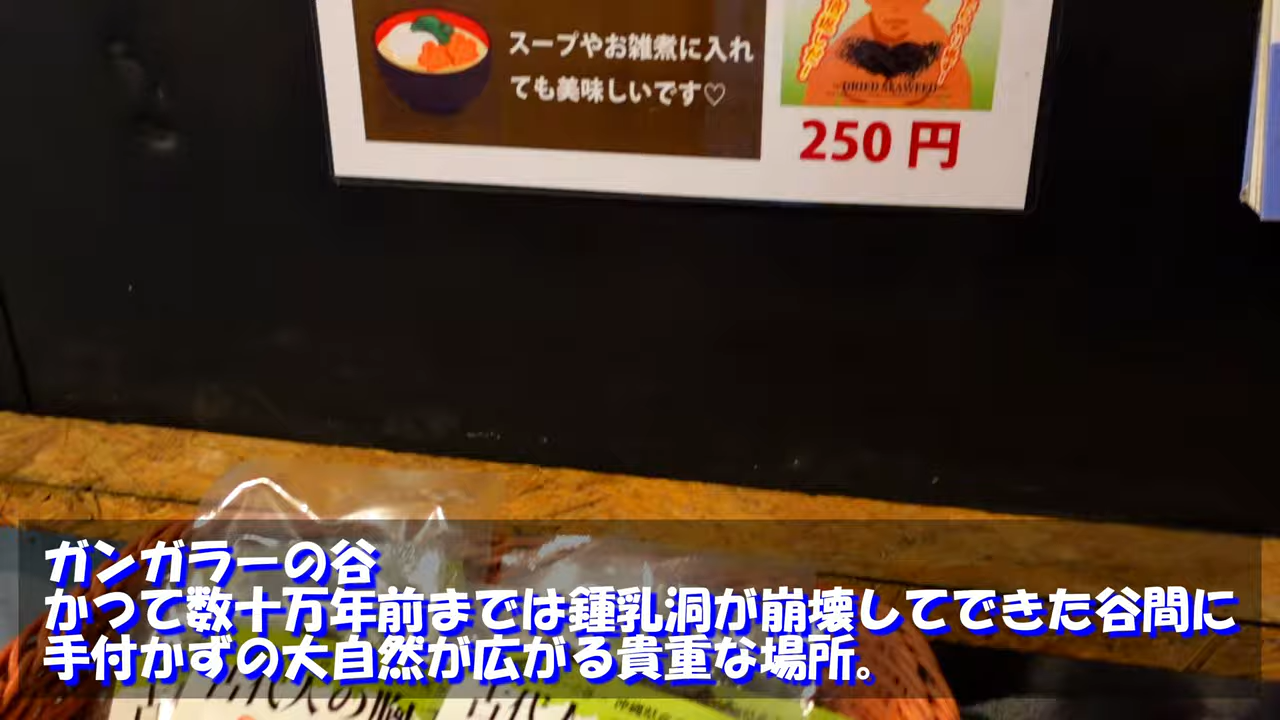 スープやお雑煮に入れ
ても美味しいです♡
DRIED SEAWEED
250 円
ガンガラーの谷
かつて数十万年前までは鍾乳洞が崩壊してできた谷間に
手付かずの大自然が広がる貴重な場所。